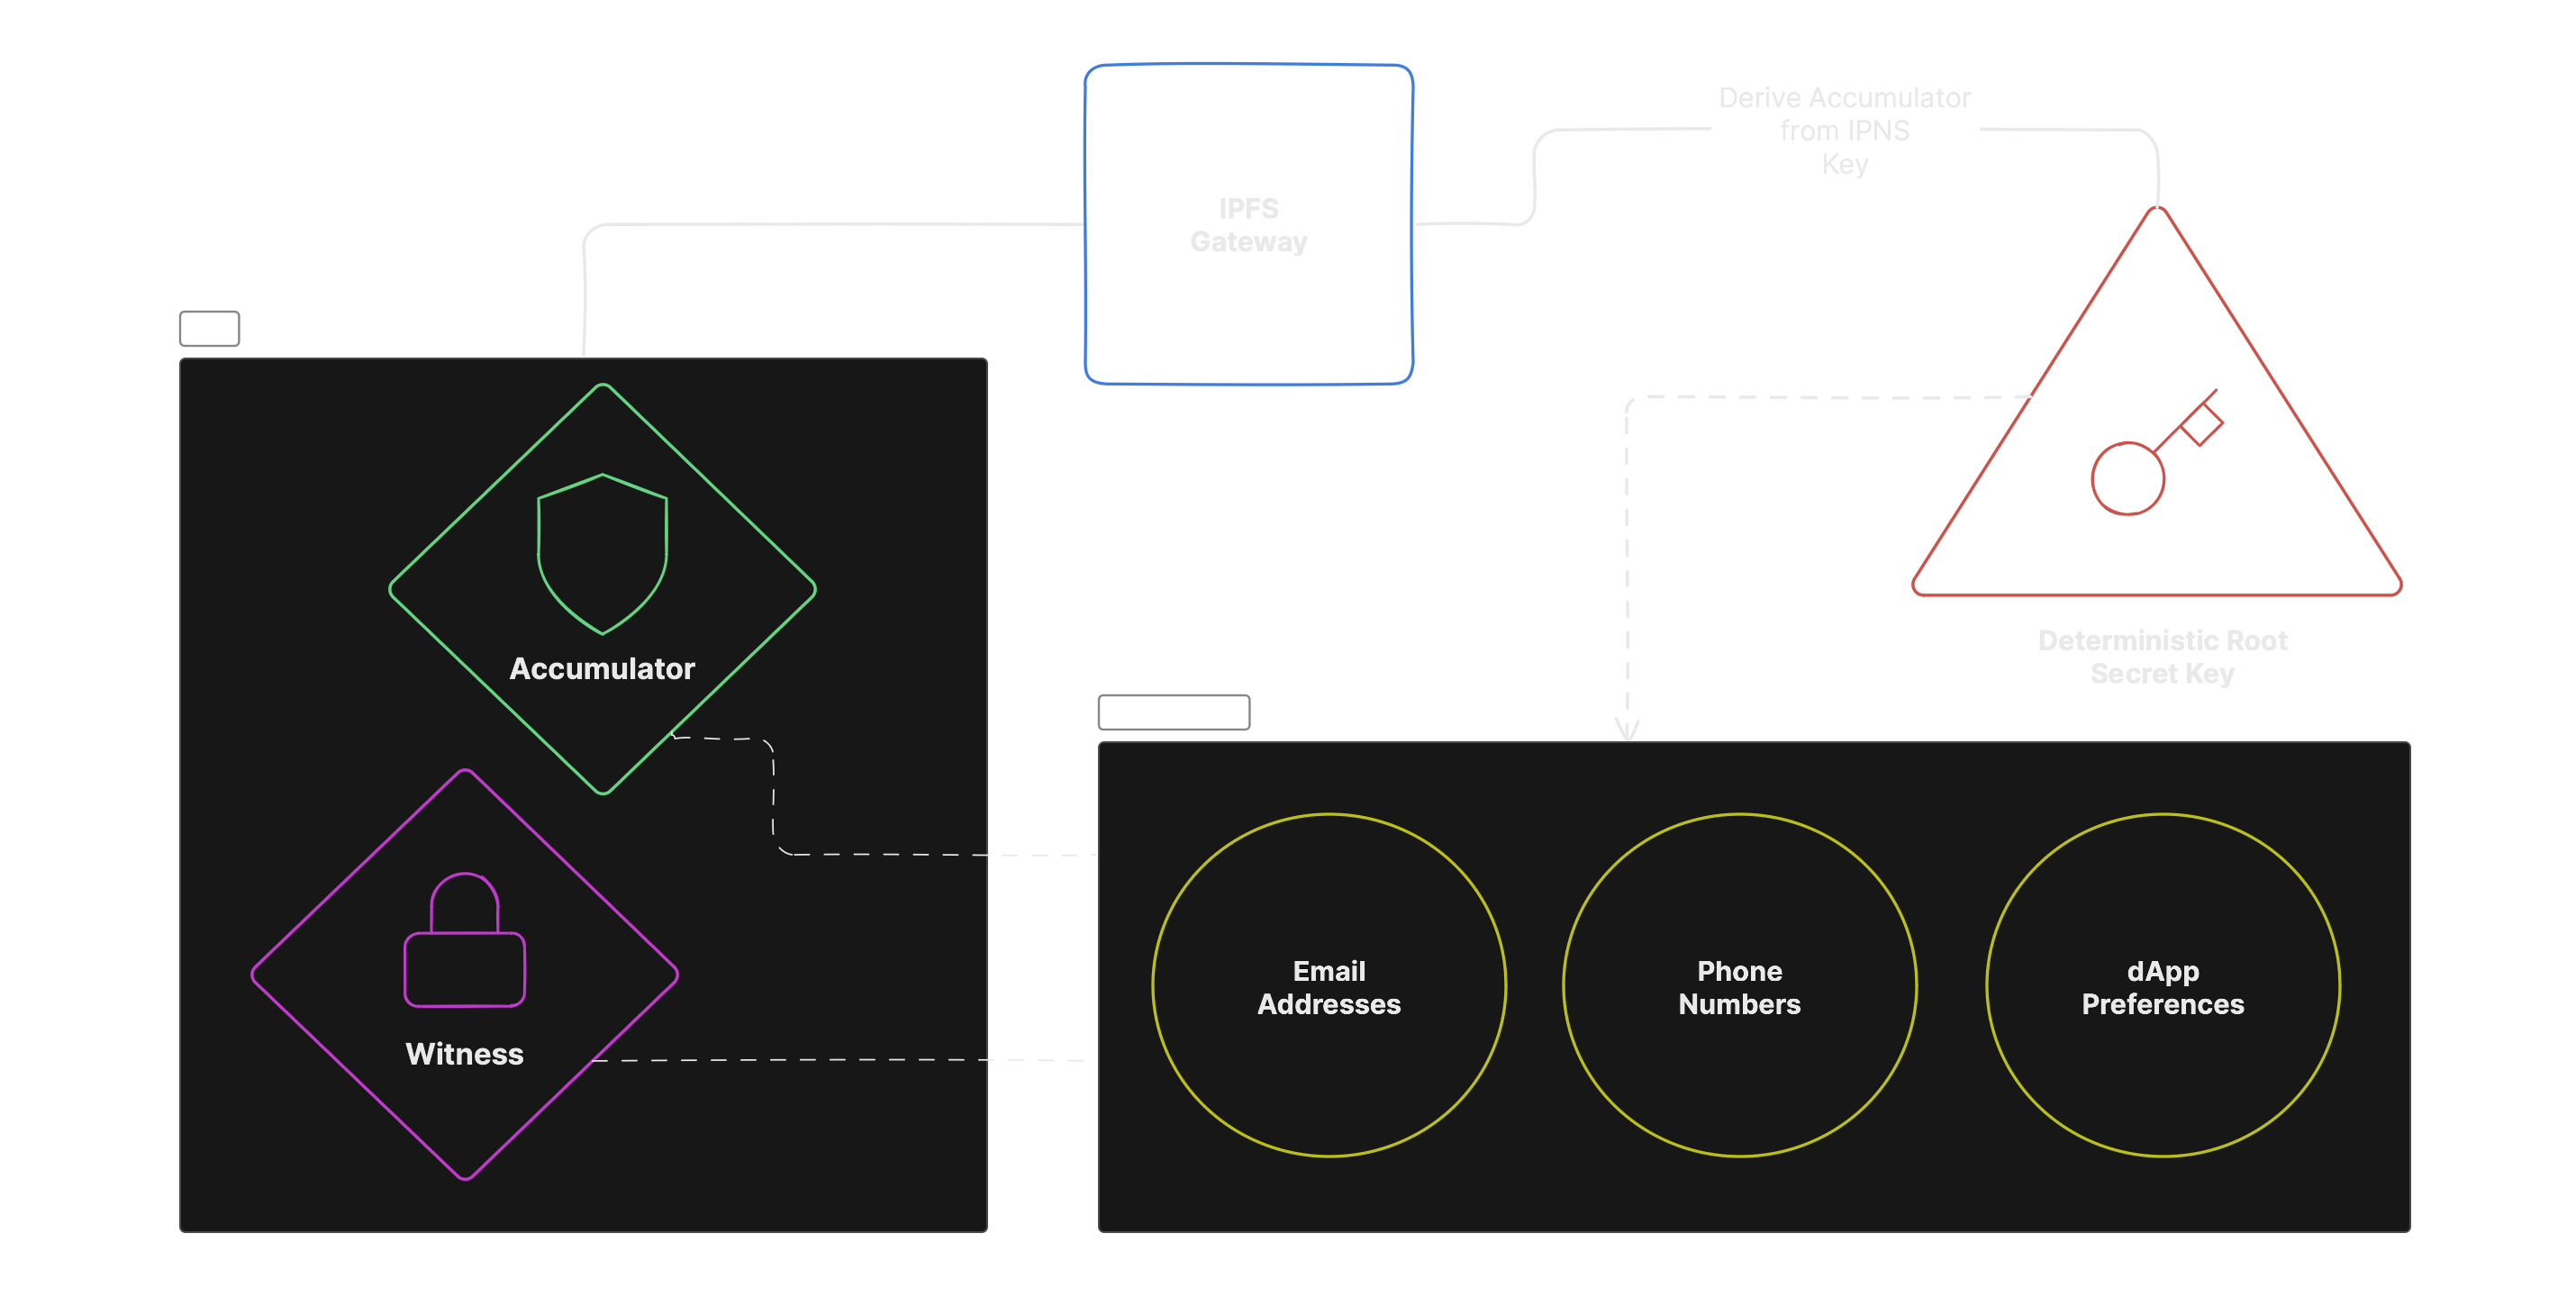 Derive Accumulator
from IPNS
Key
IPFS
Gateway
Accumulator
Deterministic Root
Secret Key
Witness
Email
Addresses
Phone
Numbers
dApp
Preferences